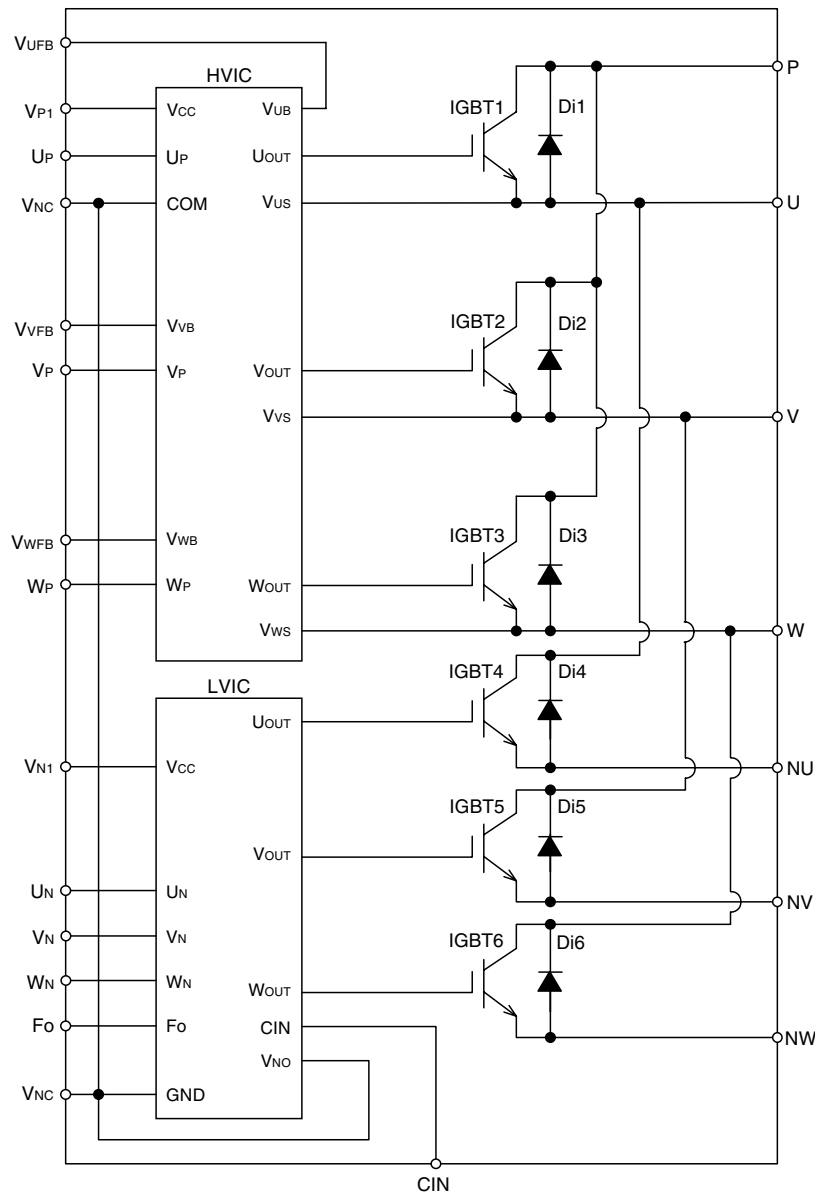 VUFB
HVIC
P
VP1
VCC
VUB
IGBT1
Di1
UP
UP
UOUT
VNC
COM
VUS
U
VVFB
VVB
IGBT2
Di2
VP
VP
VOUT
VVS
V
VWFB
VWB
IGBT3
Di3
WP
WP
WOUT
VWS
W
LVIC
IGBT4
Di4
UOUT
VN1
VCC
NU
IGBT5
Di5
VOUT
UN
UN
NV
VN
VN
IGBT6
Di6
WN
WN
WOUT
Fo
Fo
CIN
NW
VNO
VNC
GND
CIN